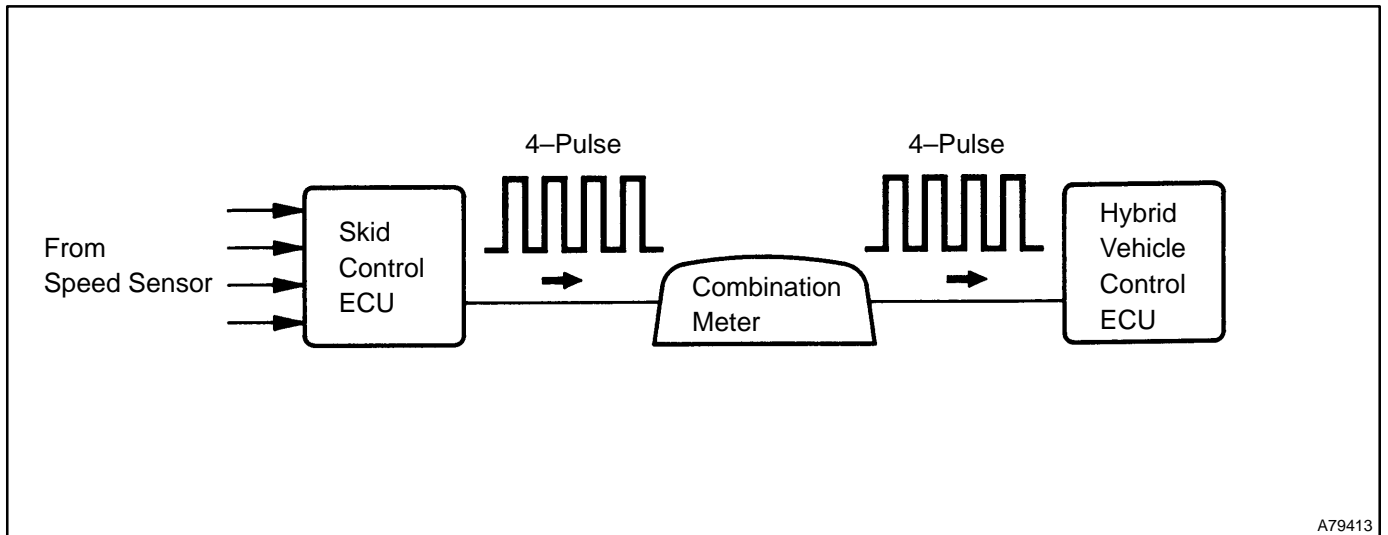 4–Pulse
4–Pulse
From
Speed Sensor
Skid
Control
ECU
Combination
Meter
Hybrid
Vehicle
Control
ECU
A79413